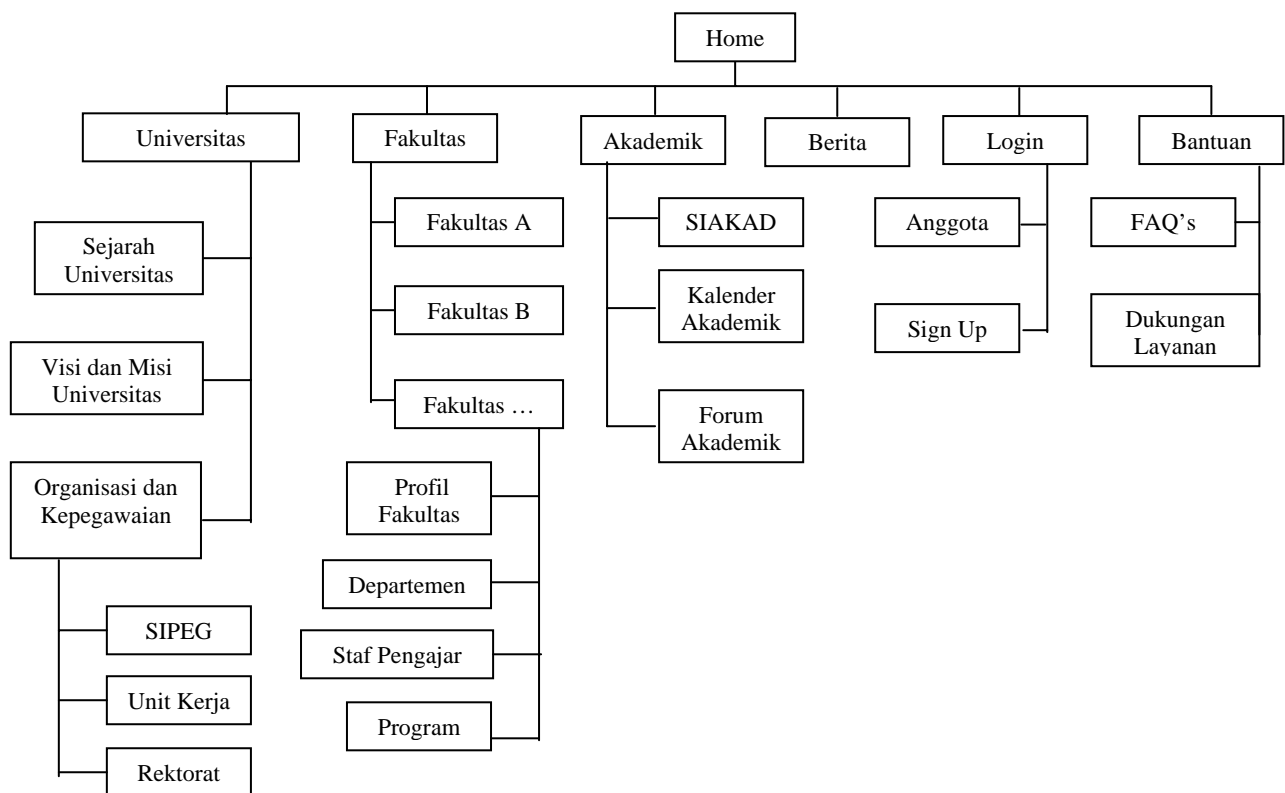 Home
Universitas
Fakultas
Akademik
Berita
Login
Bantuan
Sejarah
Universitas
Visi dan Misi
Universitas
Organisasi dan
Kepegawaian
SIPEG
Unit Kerja
Rektorat
Fakultas A
Fakultas B
Fakultas …
Profil
Fakultas
Departemen
Staf Pengajar
Program
SIAKAD
Kalender
Akademik
Forum
Akademik
Anggota
Sign Up
FAQ’s
Dukungan
Layanan